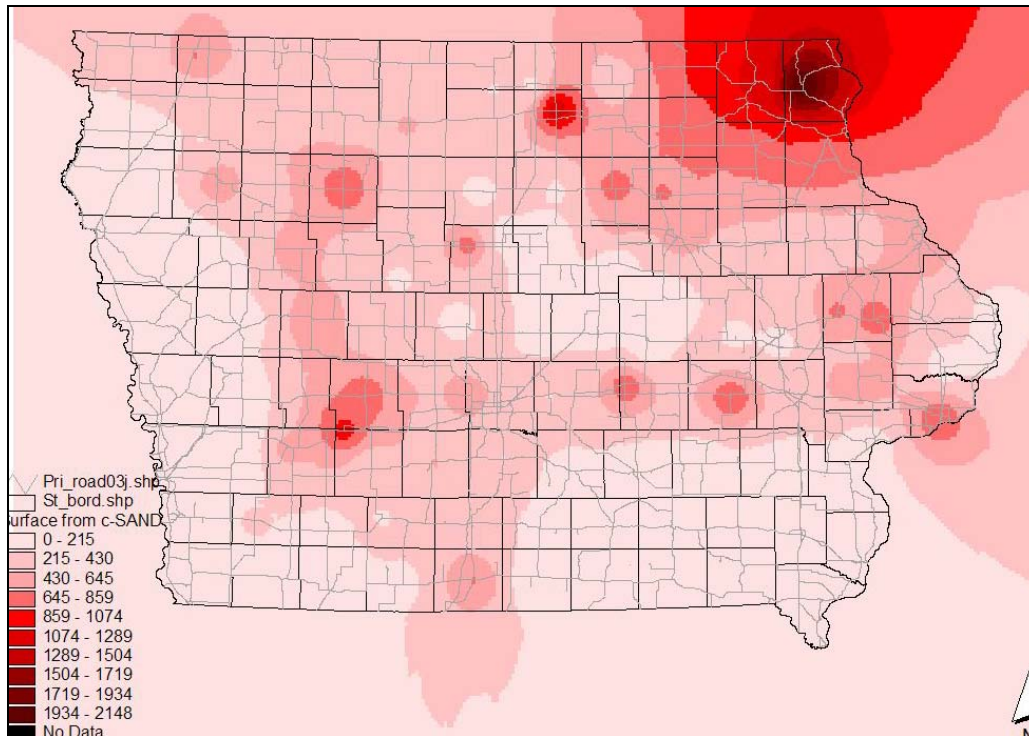 Pri_road03j.shp
St_bord.shp
Surface from c-SAND
0 - 215
215 - 430
430 - 645
645 - 859
859 - 1074
1074 - 1289
1289 - 1504
1504 - 1719
1719 - 1934
1934 - 2148
No Data
N